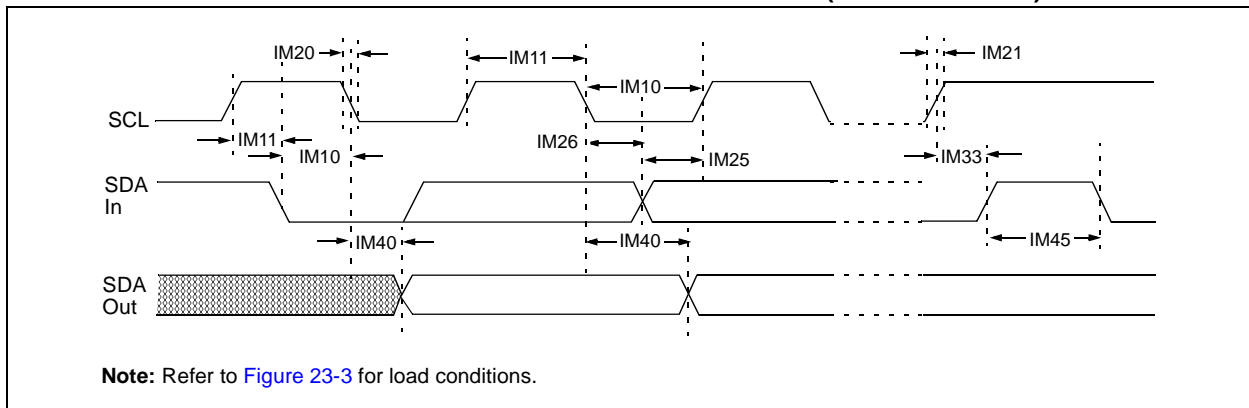 IM20
IM11
IM21
IM10
SCL
IM11
IM26
IM10
IM25
IM33
SDA
In
IM40
IM40
IM45
SDA
Out
Note: Refer to Figure 23-3 for load conditions.